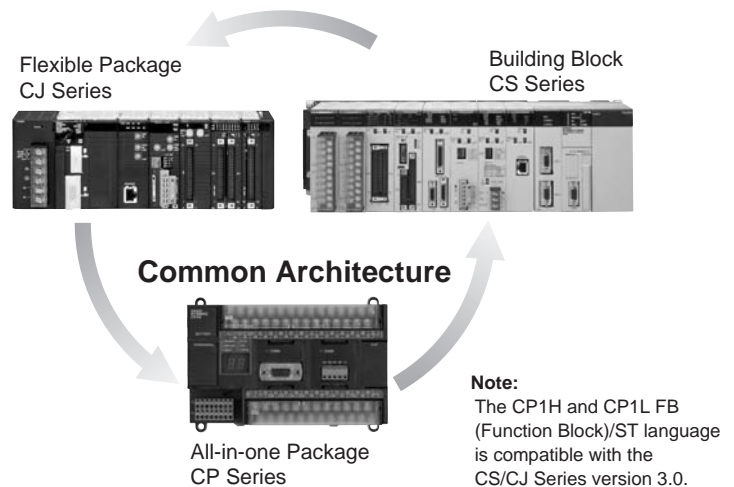 Flexible Package
CJ Series
Building Block
CS Series
Common Architecture
All-in-one Package
CP Series
Note:
The CP1H and CP1L FB
(Function Block)/ST language
is compatible with the
CS/CJ Series version 3.0.